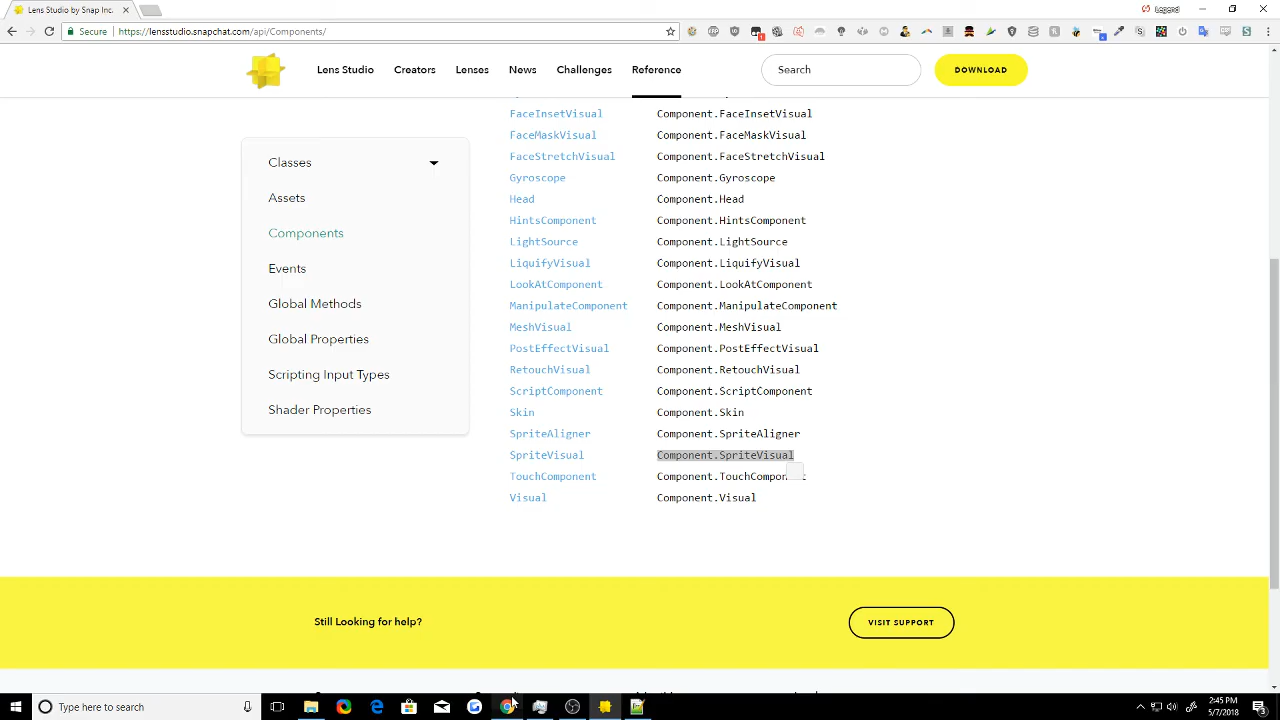 Lens Studio by Snap Inc.
Logged
Secure https://lensstudio.snapchat.com/api/Components/
Lens Studio Creators Lenses News Challenges Reference Search DOWNLOAD
Classes
Assets
Components
Events
Global Methods
Global Properties
Scripting Input Types
Shader Properties
FaceInsetVisual Component.FaceInsetVisual
FaceMaskVisual Component.FaceMaskVisual
FaceStretchVisual Component.FaceStretchVisual
Gyroscope Component.Gyroscope
Head Component.Head
HintsComponent Component.HintsComponent
LightSource Component.LightSource
LiquifyVisual Component.LiquifyVisual
LookAtComponent Component.LookAtComponent
ManipulateComponent Component.ManipulateComponent
MeshVisual Component.MeshVisual
PostEffectVisual Component.PostEffectVisual
RetouchVisual Component.RetouchVisual
ScriptComponent Component.ScriptComponent
Skin Component.Skin
SpriteAligner Component.SpriteAligner
SpriteVisual Component.SpriteVisual
TouchComponent
Visual Component.Visual
Still Looking for help? VISIT SUPPORT
Type here to search
2:45 PM
5/7/2018